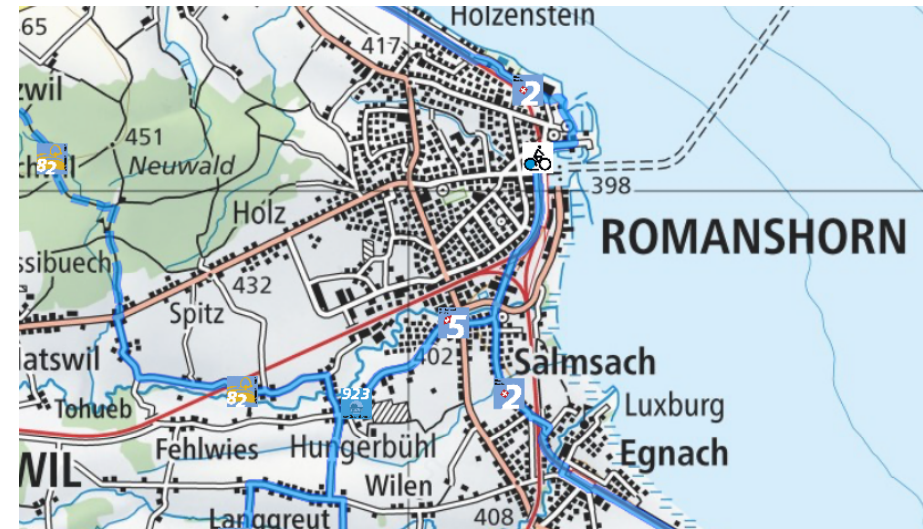 Holzenstein
65
417
2
zwil
451
Neuwald
82
398
Holz
ROMANSHORN
ssibuech
432
Spitz
5
402
atswil
Salmsach
82
923
2
Tohueb
Luxburg
Fehlwies
Hungerbühl
Egnach
WIL
Wilen
Langgreut
408